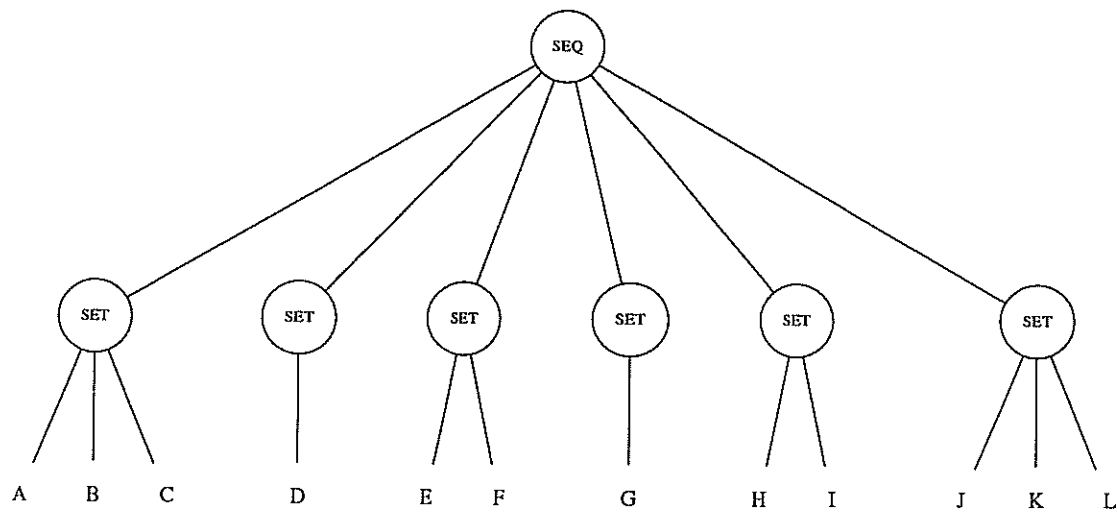 SEQ
SET SET SET SET SET SET
A B C D E F G H I J K L